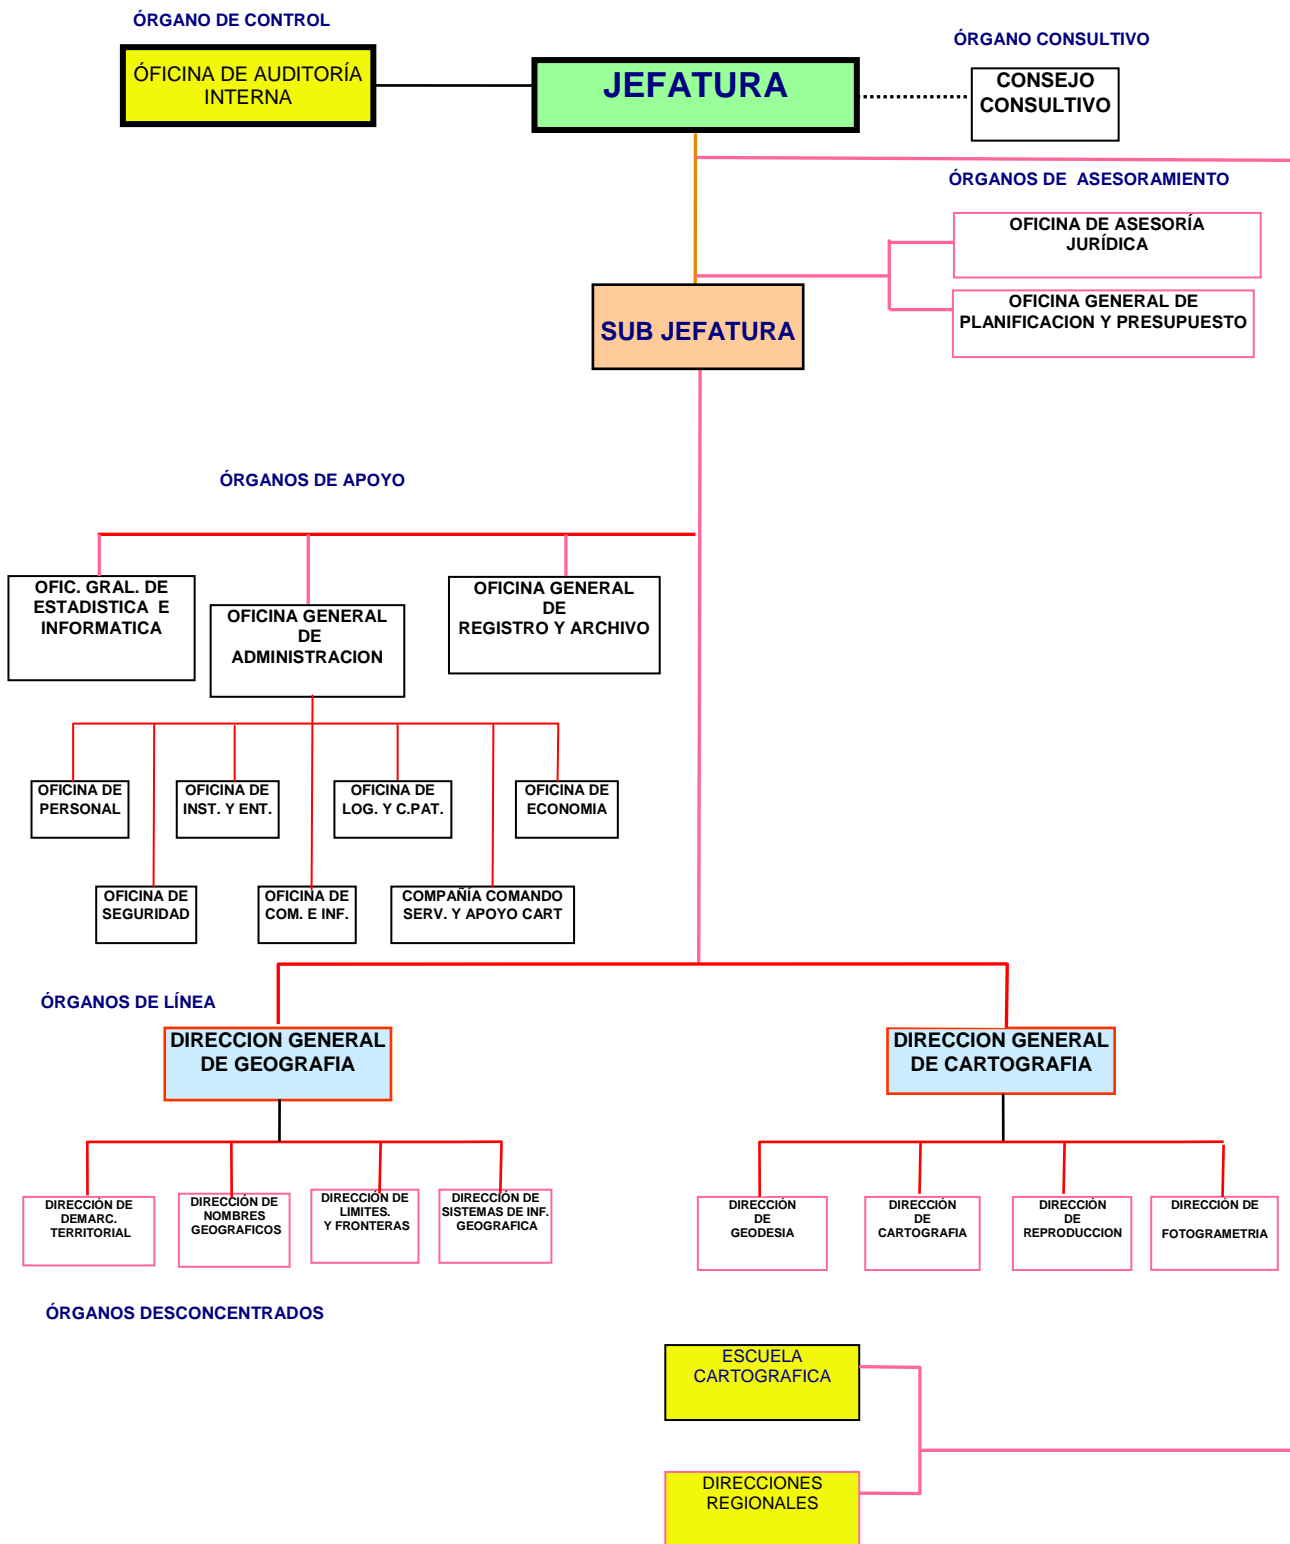 ÓRGANO DE CONTROL
ÓFICINA DE AUDITORÍA
INTERNA
JEFATURA
ÓRGANO CONSULTIVO
CONSEJO
CONSULTIVO
ÓRGANOS DE  ASESORAMIENTO
OFICINA DE ASESORÍA
JURÍDICA
OFICINA GENERAL DE
PLANIFICACION Y PRESUPUESTO
SUB JEFATURA
ÓRGANOS DE APOYO
OFIC. GRAL. DE
ESTADISTICA  E
INFORMATICA
OFICINA GENERAL
DE
ADMINISTRACION
OFICINA GENERAL
DE
REGISTRO Y ARCHIVO
OFICINA DE
PERSONAL
OFICINA DE
INST. Y ENT.
OFICINA DE
LOG. Y C.PAT.
OFICINA DE
ECONOMIA
OFICINA DE
SEGURIDAD
OFICINA DE
COM. E INF.
COMPAÑÍA COMANDO
SERV. Y APOYO CART
ÓRGANOS DE LÍNEA
DIRECCION GENERAL
DE GEOGRAFIA
DIRECCION GENERAL
DE CARTOGRAFIA
DIRECCIÓN DE
DEMARC.
TERRITORIAL
DIRECCIÓN DE
NOMBRES
GEOGRAFICOS
DIRECCIÓN DE
LIMITES.
Y FRONTERAS
DIRECCIÓN DE
SISTEMAS DE INF.
GEOGRAFICA
DIRECCIÓN
DE
GEODESIA
DIRECCIÓN
DE
CARTOGRAFIA
DIRECCIÓN
DE
REPRODUCCION
DIRECCIÓN DE
FOTOGRAMETRIA
ÓRGANOS DESCONCENTRADOS
ESCUELA
CARTOGRAFICA
DIRECCIONES
REGIONALES